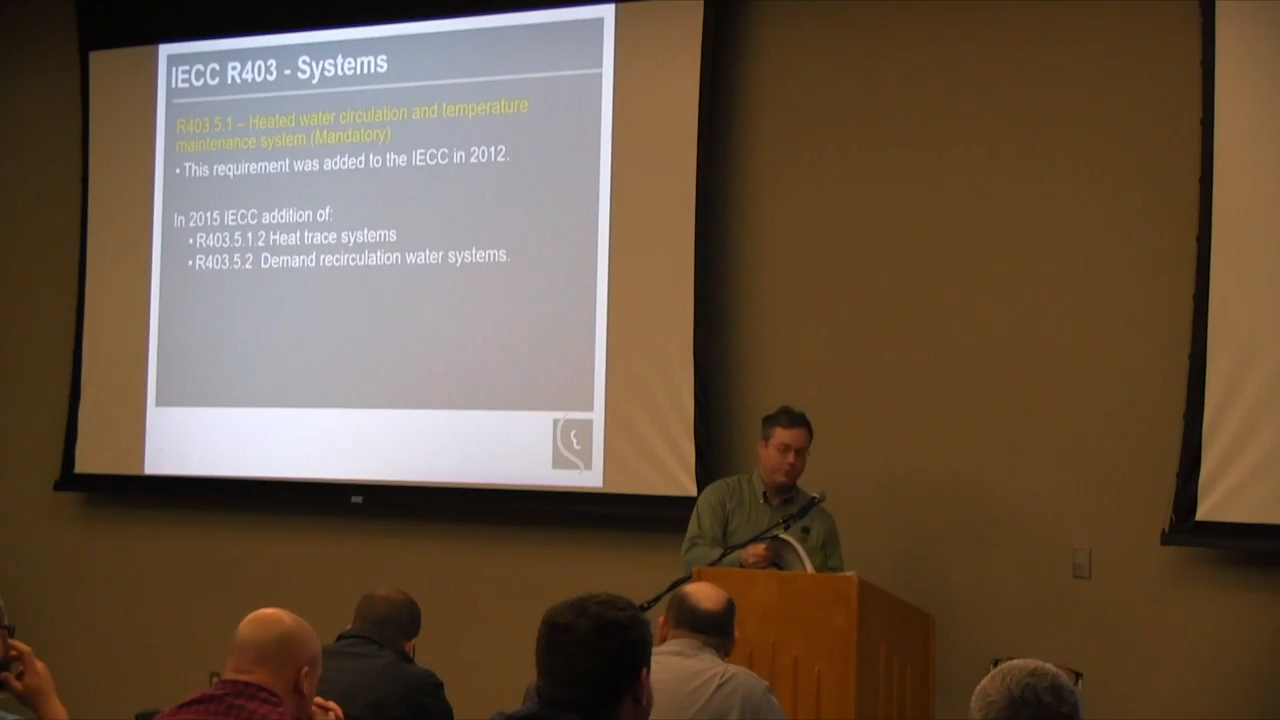 IECC R403 - Systems
R403.5.1 – Heated water circulation and temperature
maintenance system (Mandatory)
• This requirement was added to the IECC in 2012.
In 2015 IECC addition of:
• R403.5.1.2 Heat trace systems
• R403.5.2 Demand recirculation water systems.